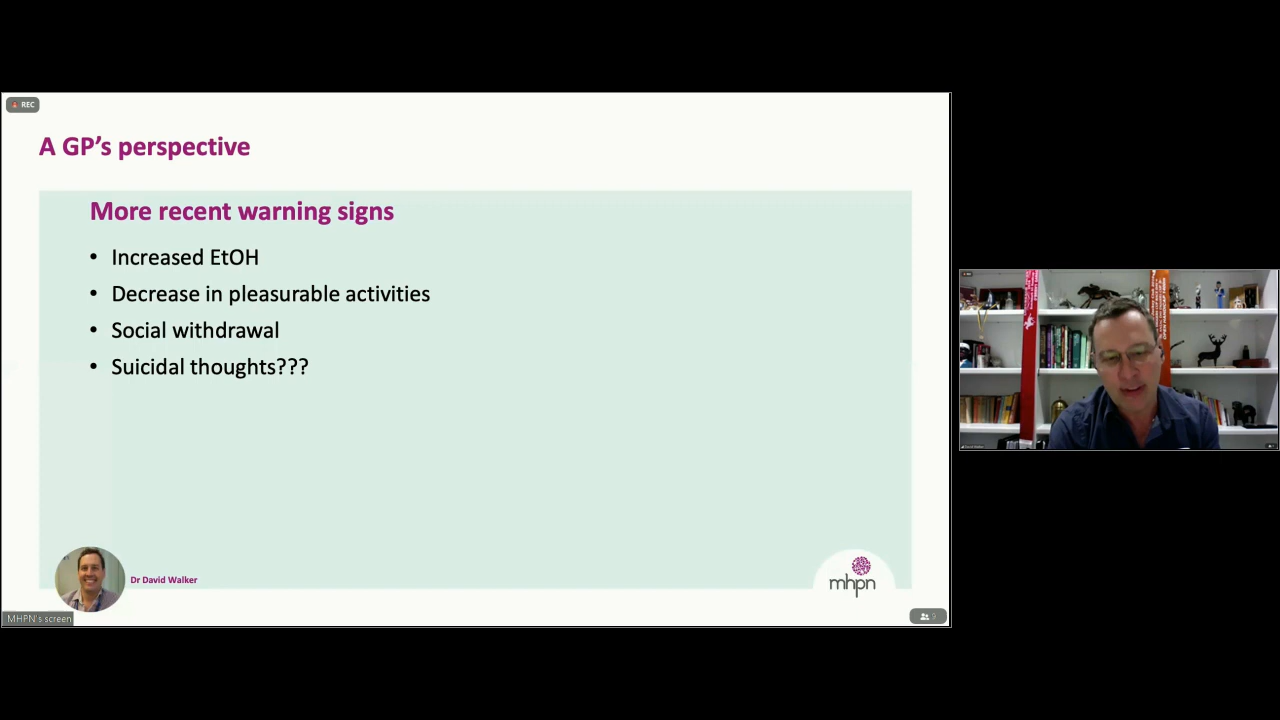 REC
A GP's perspective
More recent warning signs
• Increased EtOH
• Decrease in pleasurable activities
• Social withdrawal
• Suicidal thoughts???
Dr David Walker
mhpn
MHPN's screen
9